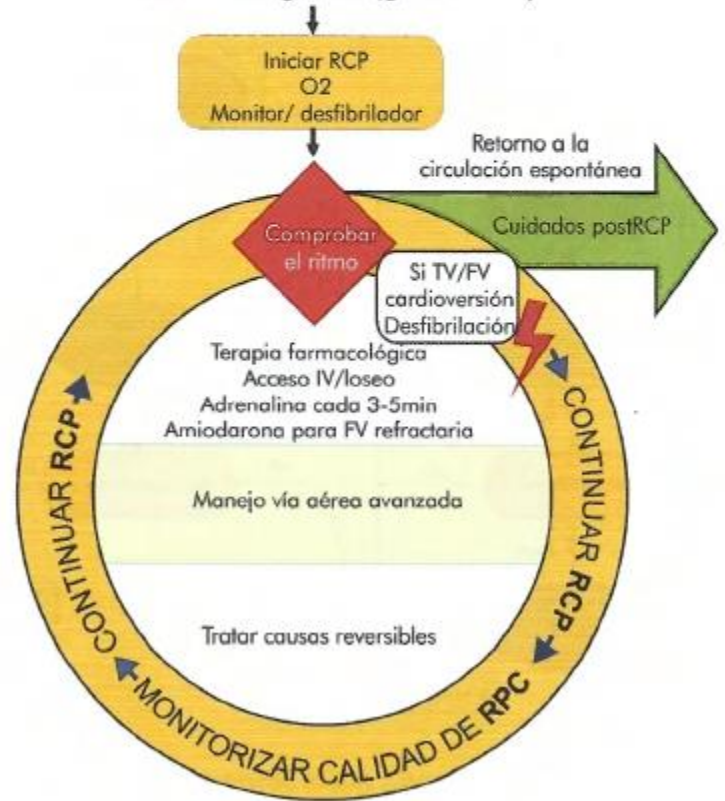 Iniciar RCP
O2
Monitor/ desfibrilador
Retorno a la
circulación espontánea
Cuidados postRCP
Comprobar
el ritmo
Si TV/FV
cardioversión
Desfibrilación
Terapia farmacológica
Acceso IV/Ioseo
Adrenalina cada 3-5min
Amiodarona para FV refractaria
Manejo vía aérea avanzada
Tratar causas reversibles
CONTINUAR RCP
MONITORIZAR CALIDAD DE RPC
CONTINUAR RCP